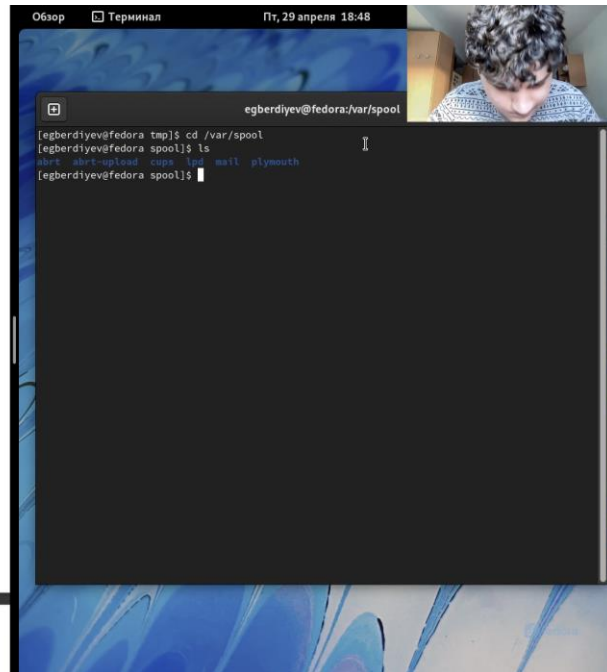 Обзор Терминал Пт, 29 апреля 18:48
egberdiyev@fedora:/var/spool
[egberdiyev@fedora tmp]$ cd /var/spool
[egberdiyev@fedora spool]$ ls
abrt abrt-upload cups lpd mail plymouth
[egberdiyev@fedora spool]$